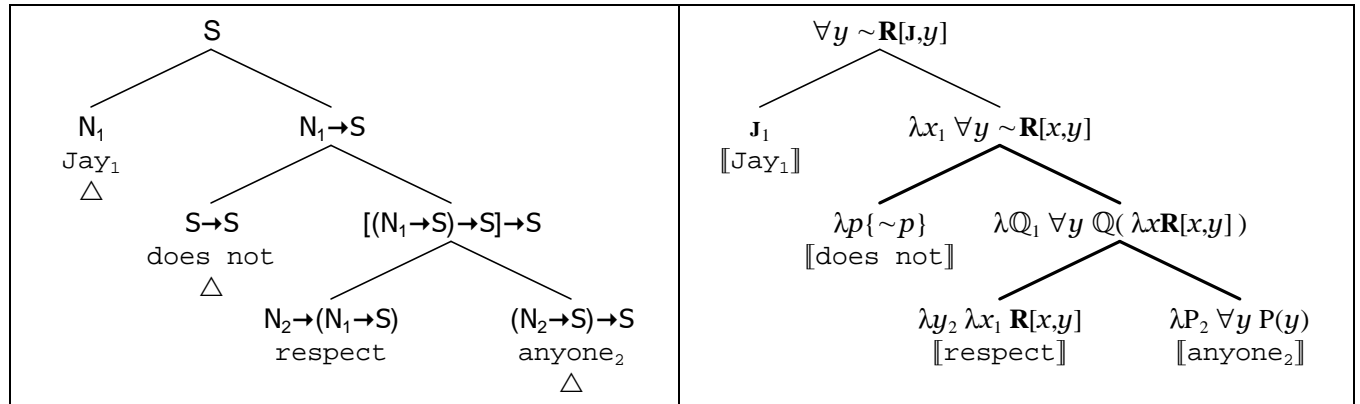 S
N₁ N₁→S
Jay₁
△
S→S [(N₁→S)→S]→S
does not
△
N₂→(N₁→S) (N₂→S)→S
respect anyone₂
△
∀y ~R[J,y]
J₁ λx₁ ∀y ~R[x,y]
⟦Jay₁⟧
λp{~p} λℚ₁ ∀y ℚ( λxR[x,y] )
⟦does not⟧
λy₂ λx₁ R[x,y] λP₂ ∀y P(y)
⟦respect⟧ ⟦anyone₂⟧